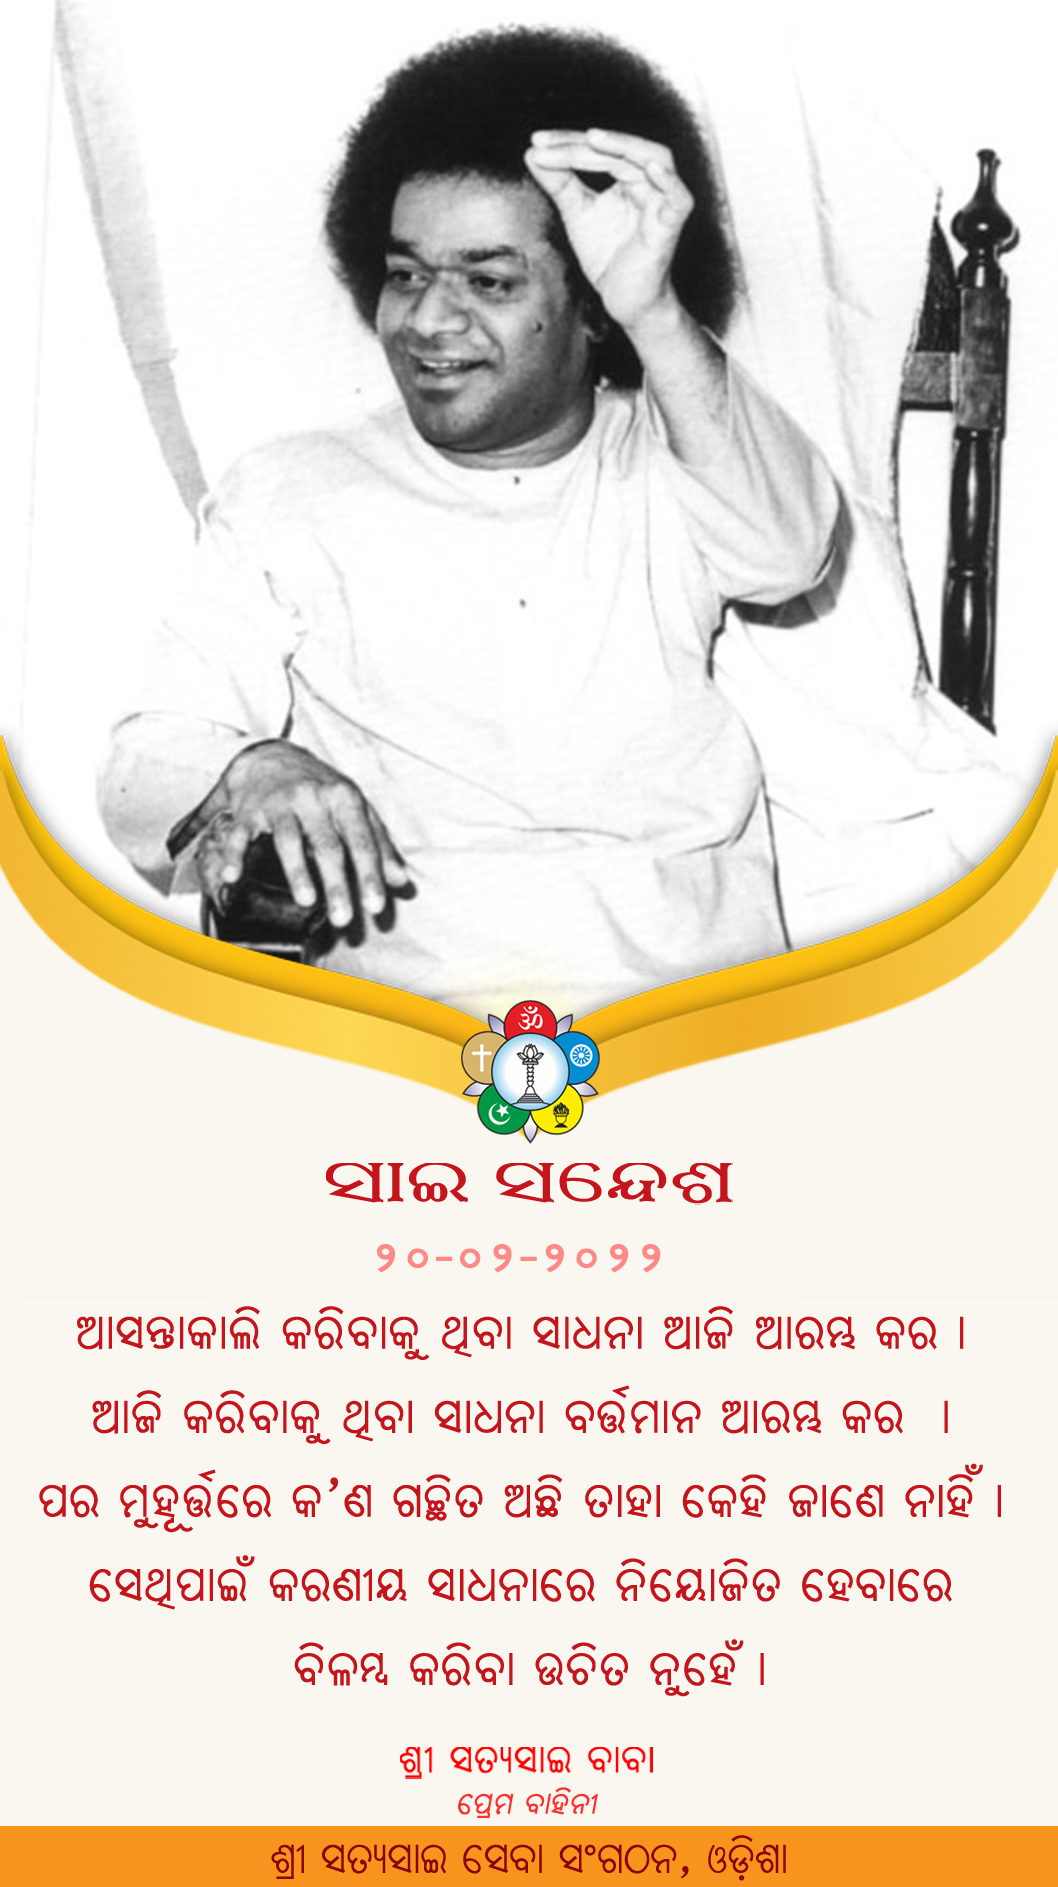 ॐ
ସାଇ ସନ୍ଦେଶ
୨୦-୦୨-୨୦୨୨
ଆସନ୍ତାକାଲି କରିବାକୁ ଥିବା ସାଧନା ଆଜି ଆରମ୍ଭ କର ।
ଆଜି କରିବାକୁ ଥିବା ସାଧନା ବର୍ତ୍ତମାନ ଆରମ୍ଭ କର ।
ପର ମୁହୂର୍ତ୍ତରେ କ’ଣ ଗଚ୍ଛିତ ଅଛି ତାହା କେହି ଜାଣେ ନାହିଁ ।
ସେଥିପାଇଁ କରଣୀୟ ସାଧନାରେ ନିୟୋଜିତ ହେବାରେ
ବିଳମ୍ବ କରିବା ଉଚିତ ନୁହେଁ ।
ଶ୍ରୀ ସତ୍ୟସାଇ ବାବା
ପ୍ରେମ ବାହିନୀ
ଶ୍ରୀ ସତ୍ୟସାଇ ସେବା ସଂଗଠନ, ଓଡ଼ିଶା